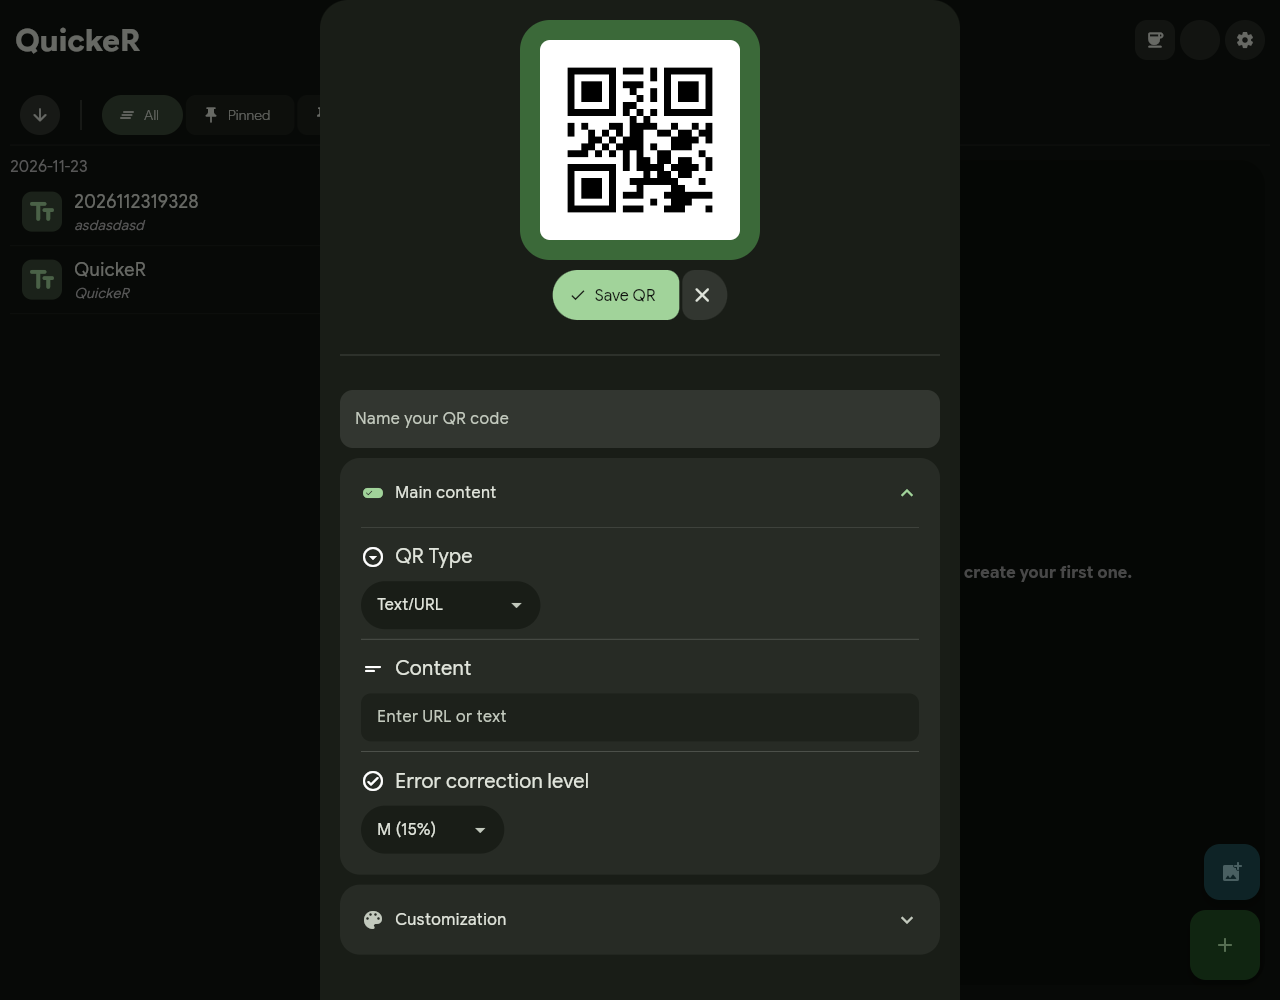 QuickeR
All
Pinned
2026-11-23
2026112319328
asdasdasd
QuickeR
QuickeR
Save QR
Name your QR code
Main content
QR Type
Text/URL
Content
Enter URL or text
Error correction level
M (15%)
Customization
create your first one.